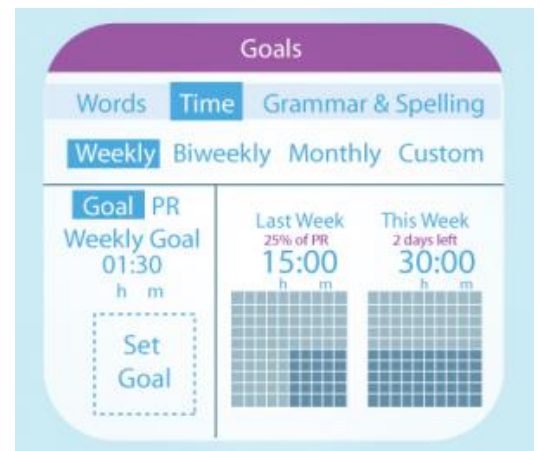 Goals
Words Time Grammar & Spelling
Weekly Biweekly Monthly Custom
Goal PR
Weekly Goal
01:30
h m
Set
Goal
Last Week
25% of PR
15:00
h m
This Week
2 days left
30:00
h m